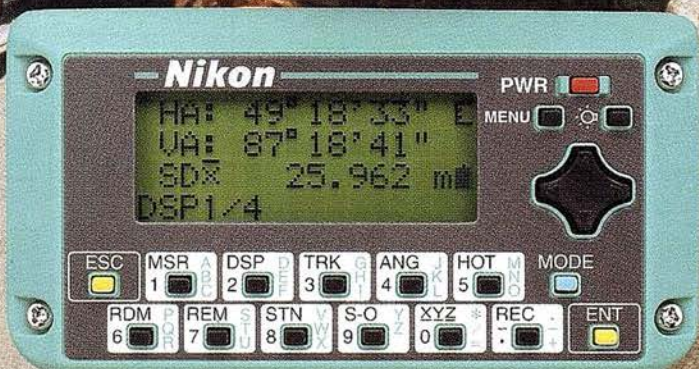 Nikon
PWR
HA: 49°18'33" E
MENU
VA: 87°18'41"
SDx̄ 25.962 m
DSP1/4
ESC
MSR ABC 1
DSP DEF 2
TRK GHI 3
ANG JKL 4
HOT MNO 5
MODE
RDM PQR 6
REM STU 7
STN VWX 8
S-O YZ 9
XYZ */= 0
REC .-+ -.
ENT